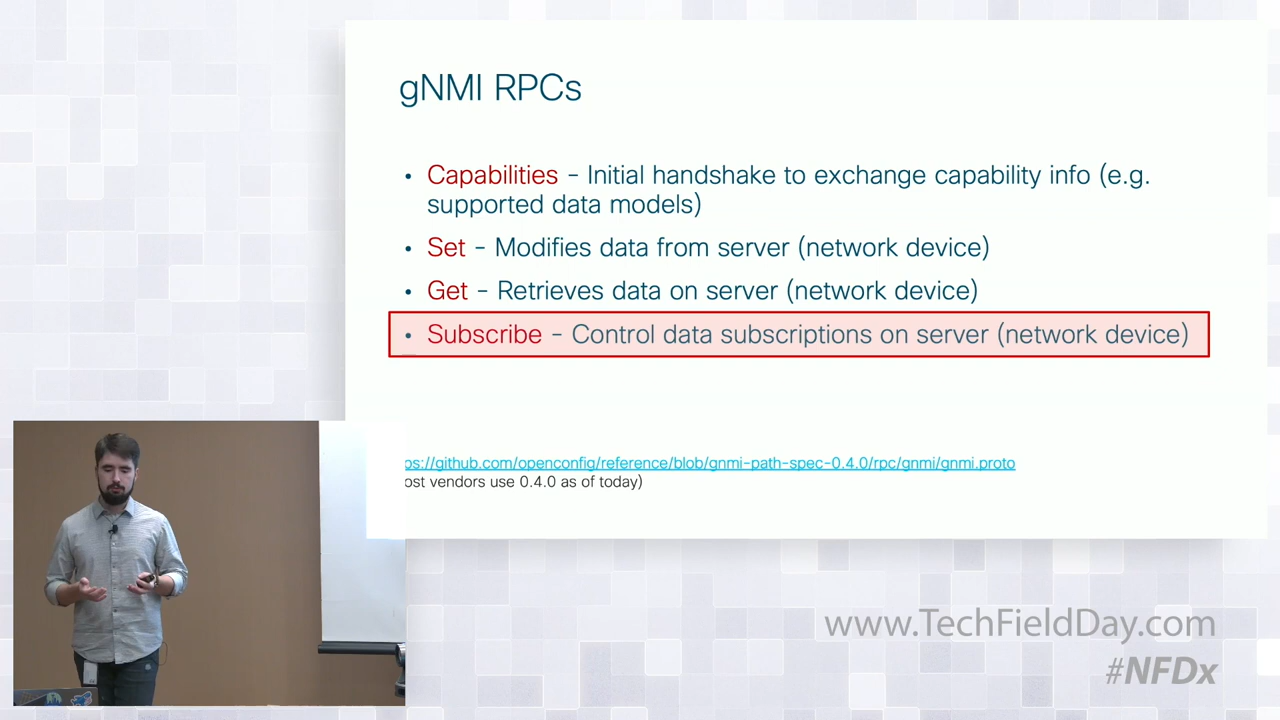 gNMI RPCs
• Capabilities - Initial handshake to exchange capability info (e.g.
supported data models)
• Set - Modifies data from server (network device)
• Get - Retrieves data on server (network device)
• Subscribe - Control data subscriptions on server (network device)
ps://github.com/openconfig/reference/blob/gnmi-path-spec-0.4.0/rpc/gnmi/gnmi.proto
ost vendors use 0.4.0 as of today)
www.TechFieldDay.com
#NFDx